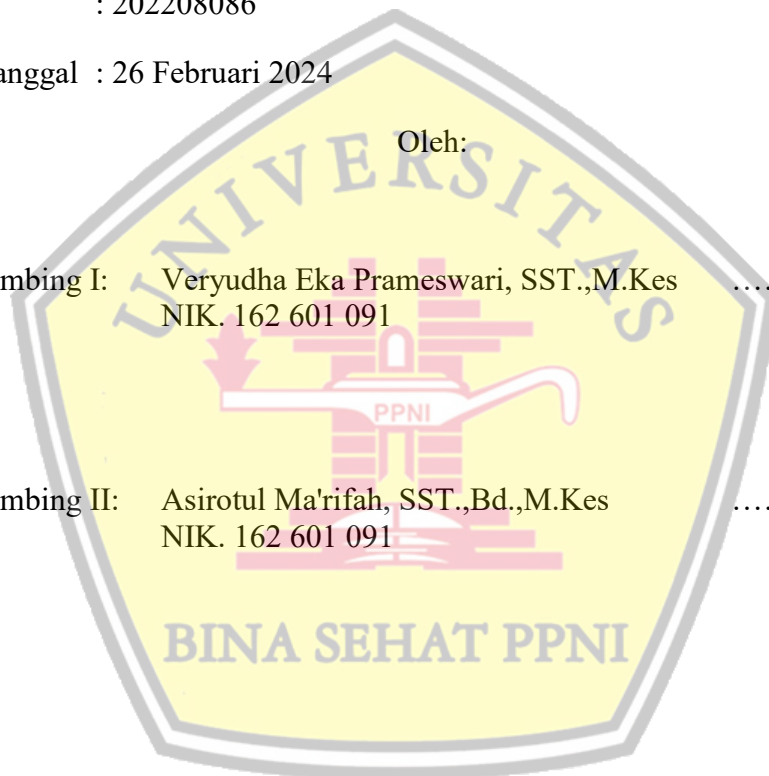 : 202208086
anggal : 26 Februari 2024
Oleh:
UNIVERSITAS
mbing I: Veryudha Eka Prameswari, SST.,M.Kes ....
NIK. 162 601 091
PPNI
mbing II: Asirotul Ma'rifah, SST.,Bd.,M.Kes ....
NIK. 162 601 091
BINA SEHAT PPNI